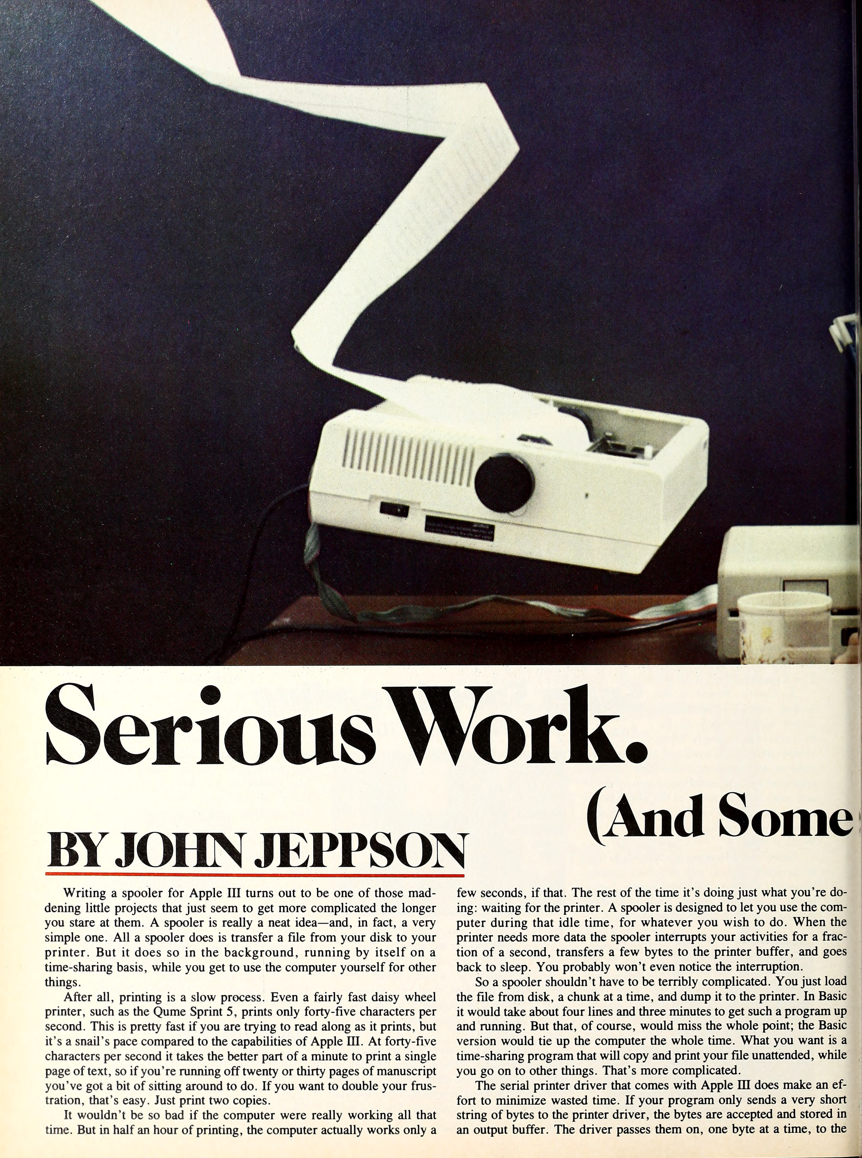 Serious Work.
(And Some
BY JOHN JEPPSON
Writing a spooler for Apple III turns out to be one of those mad-
dening little projects that just seem to get more complicated the longer
you stare at them. A spooler is really a neat idea—and, in fact, a very
simple one. All a spooler does is transfer a file from your disk to your
printer. But it does so in the background, running by itself on a
time-sharing basis, while you get to use the computer yourself for other
things.
After all, printing is a slow process. Even a fairly fast daisy wheel
printer, such as the Qume Sprint 5, prints only forty-five characters per
second. This is pretty fast if you are trying to read along as it prints, but
it's a snail's pace compared to the capabilities of Apple III. At forty-five
characters per second it takes the better part of a minute to print a single
page of text, so if you're running off twenty or thirty pages of manuscript
you've got a bit of sitting around to do. If you want to double your frus-
tration, that's easy. Just print two copies.
It wouldn't be so bad if the computer were really working all that
time. But in half an hour of printing, the computer actually works only a
few seconds, if that. The rest of the time it's doing just what you're do-
ing: waiting for the printer. A spooler is designed to let you use the com-
puter during that idle time, for whatever you wish to do. When the
printer needs more data the spooler interrupts your activities for a frac-
tion of a second, transfers a few bytes to the printer buffer, and goes
back to sleep. You probably won't even notice the interruption.
So a spooler shouldn't have to be terribly complicated. You just load
the file from disk, a chunk at a time, and dump it to the printer. In Basic
it would take about four lines and three minutes to get such a program up
and running. But that, of course, would miss the whole point; the Basic
version would tie up the computer the whole time. What you want is a
time-sharing program that will copy and print your file unattended, while
you go on to other things. That's more complicated.
The serial printer driver that comes with Apple III does make an ef-
fort to minimize wasted time. If your program only sends a very short
string of bytes to the printer driver, the bytes are accepted and stored in
an output buffer. The driver passes them on, one byte at a time, to the